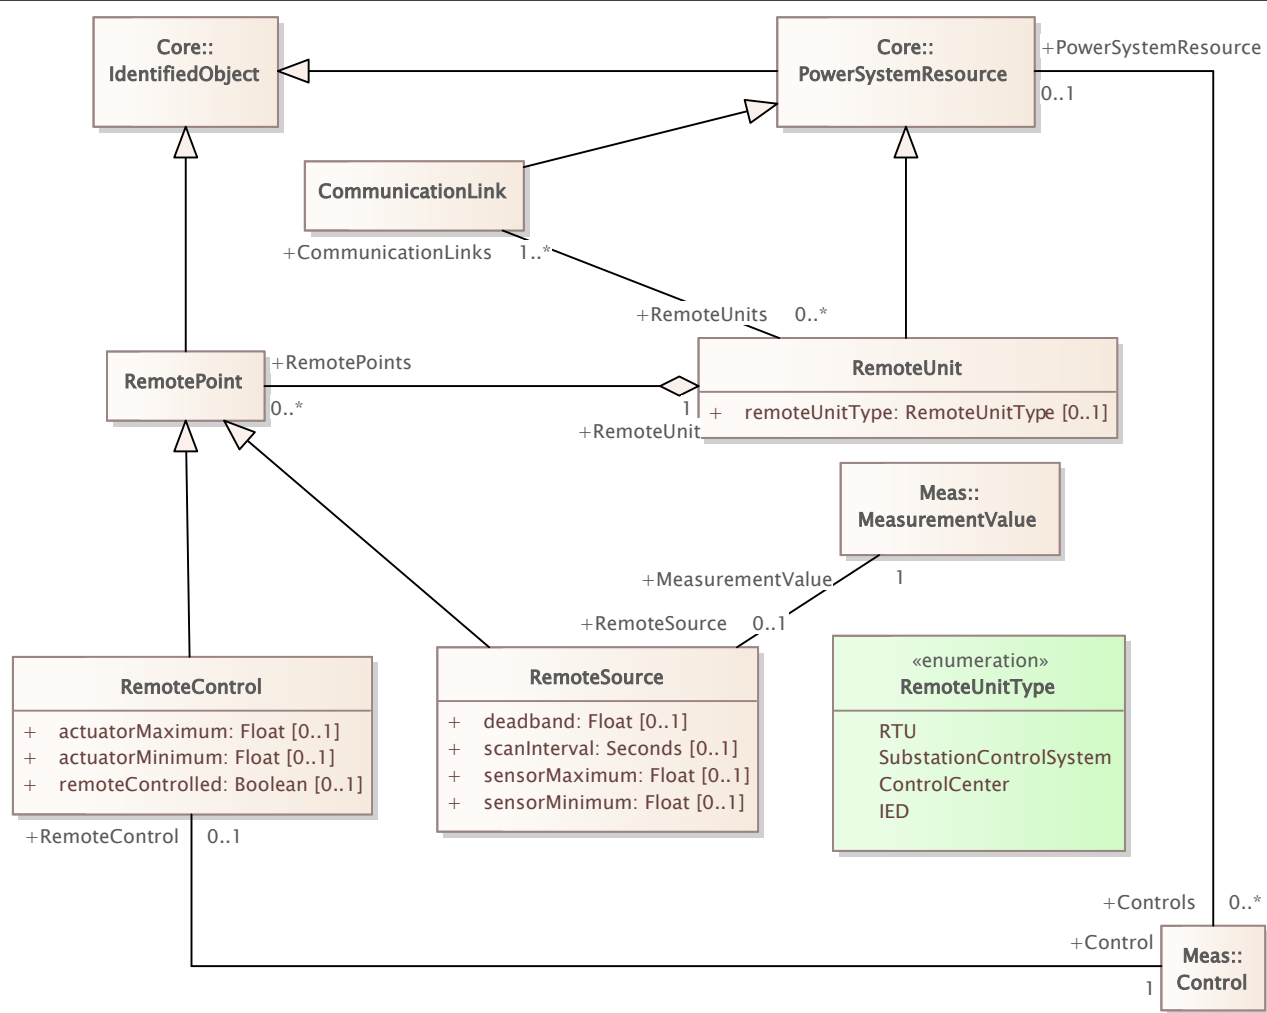 Core::
IdentifiedObject
Core::
PowerSystemResource
+PowerSystemResource
0..1
CommunicationLink
+CommunicationLinks 1..*
+RemoteUnits 0..*
RemotePoint
+RemotePoints
0..*
1
+RemoteUnit
RemoteUnit
+ remoteUnitType: RemoteUnitType [0..1]
Meas::
MeasurementValue
+MeasurementValue 1
+RemoteSource 0..1
RemoteControl
+ actuatorMaximum: Float [0..1]
+ actuatorMinimum: Float [0..1]
+ remoteControlled: Boolean [0..1]
RemoteSource
+ deadband: Float [0..1]
+ scanInterval: Seconds [0..1]
+ sensorMaximum: Float [0..1]
+ sensorMinimum: Float [0..1]
«enumeration»
RemoteUnitType
RTU
SubstationControlSystem
ControlCenter
IED
+RemoteControl 0..1
+Controls 0..*
+Control
1
Meas::
Control